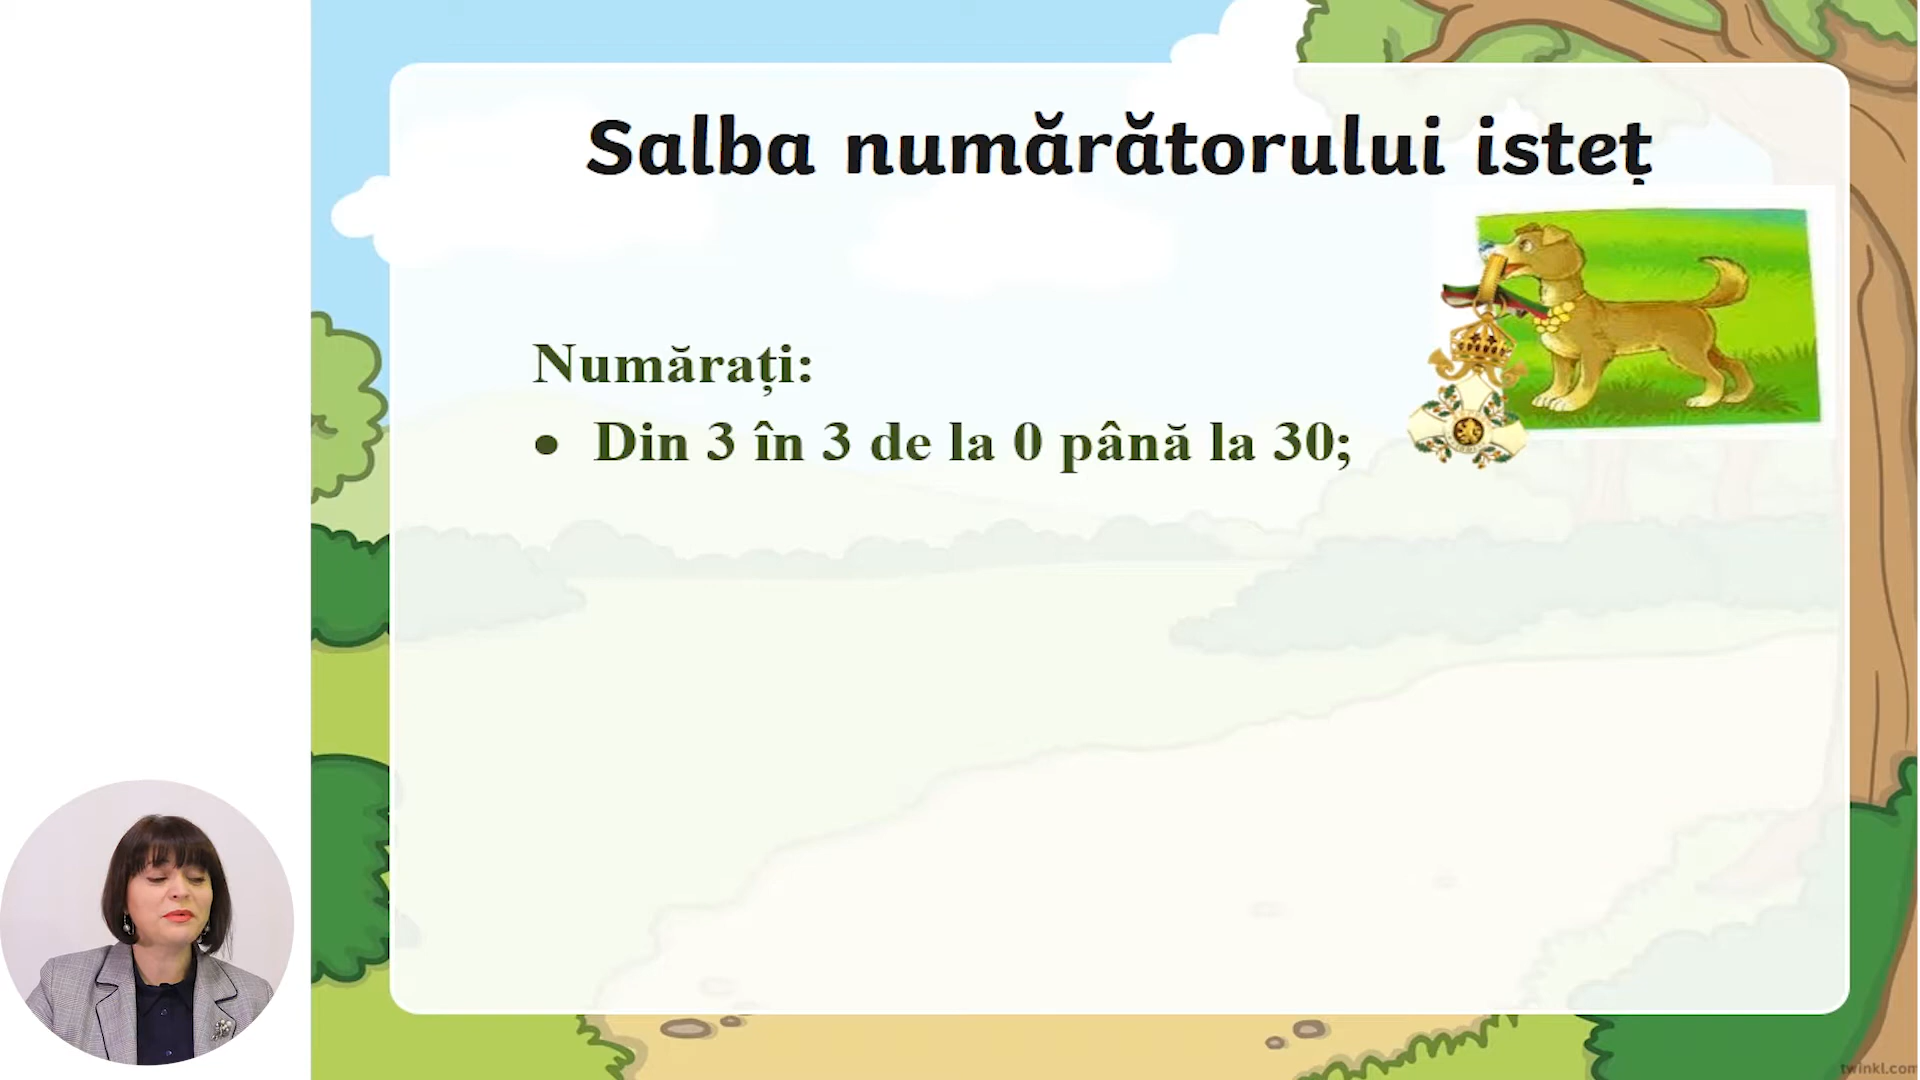 Salba numărătorului isteț
Numărați:
• Din 3 în 3 de la 0 până la 30;
twinkl.com